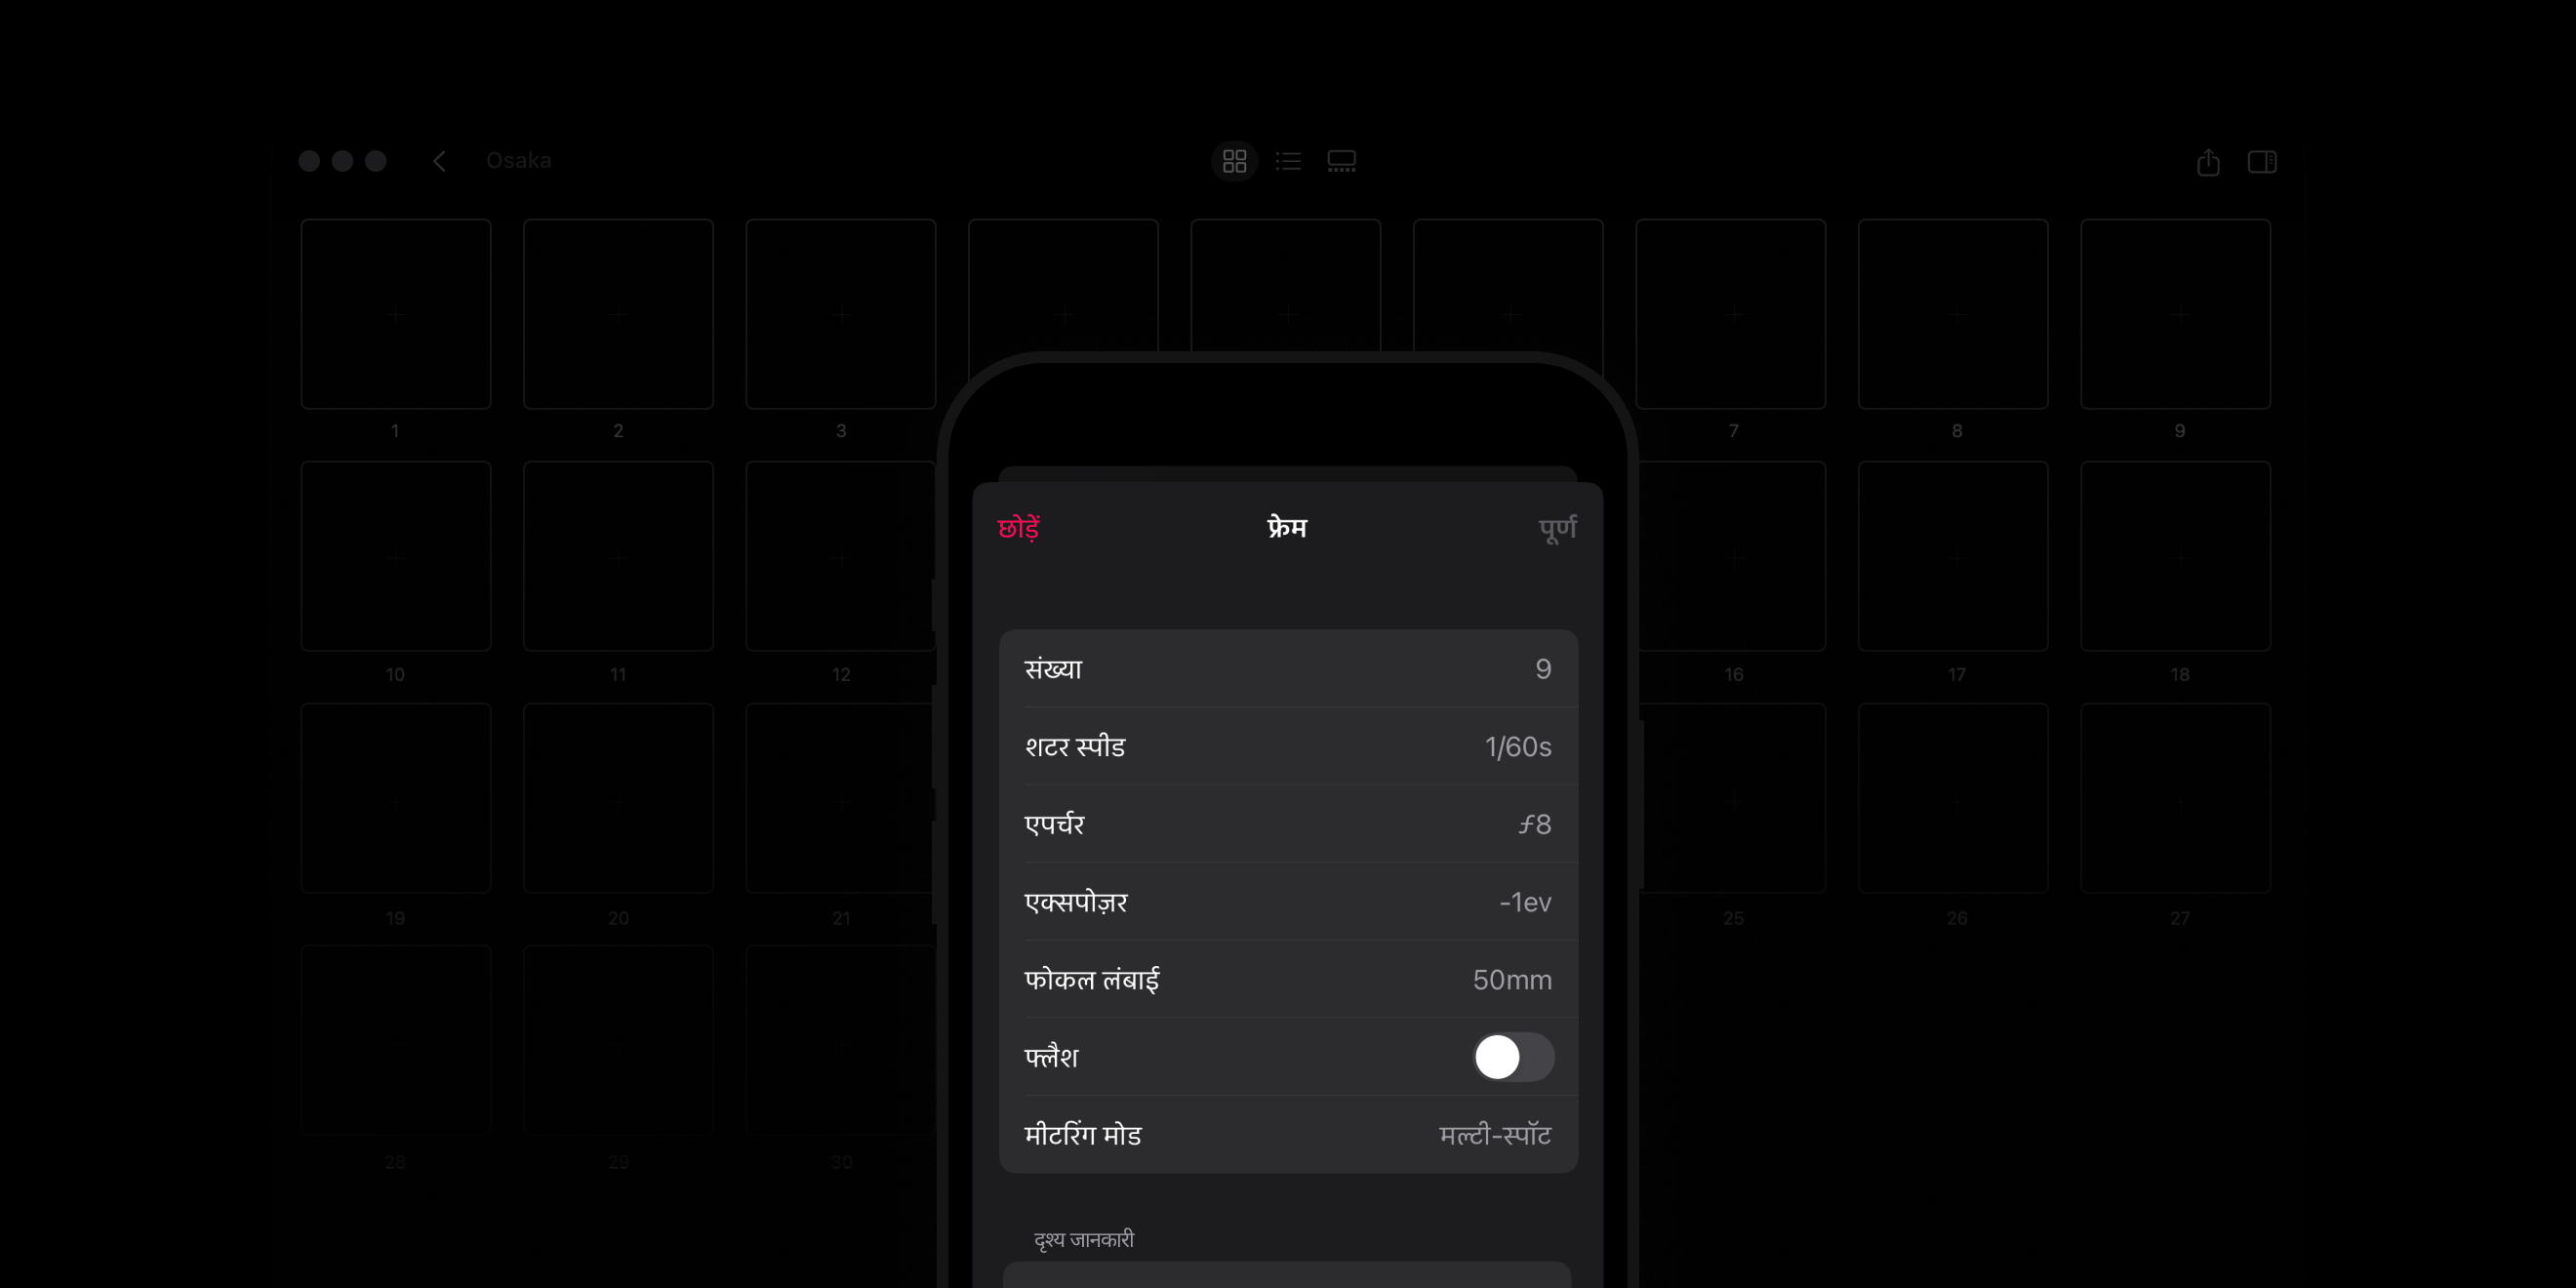 Osaka
1 2 3 7 8 9
10 11 12 16 17 18
19 20 21 25 26 27
28 29 30
छोड़ें फ्रेम पूर्ण
संख्या 9
शटर स्पीड 1/60s
एपर्चर ƒ8
एक्सपोज़र -1ev
फोकल लंबाई 50mm
फ्लैश
मीटरिंग मोड मल्टी-स्पॉट
दृश्य जानकारी